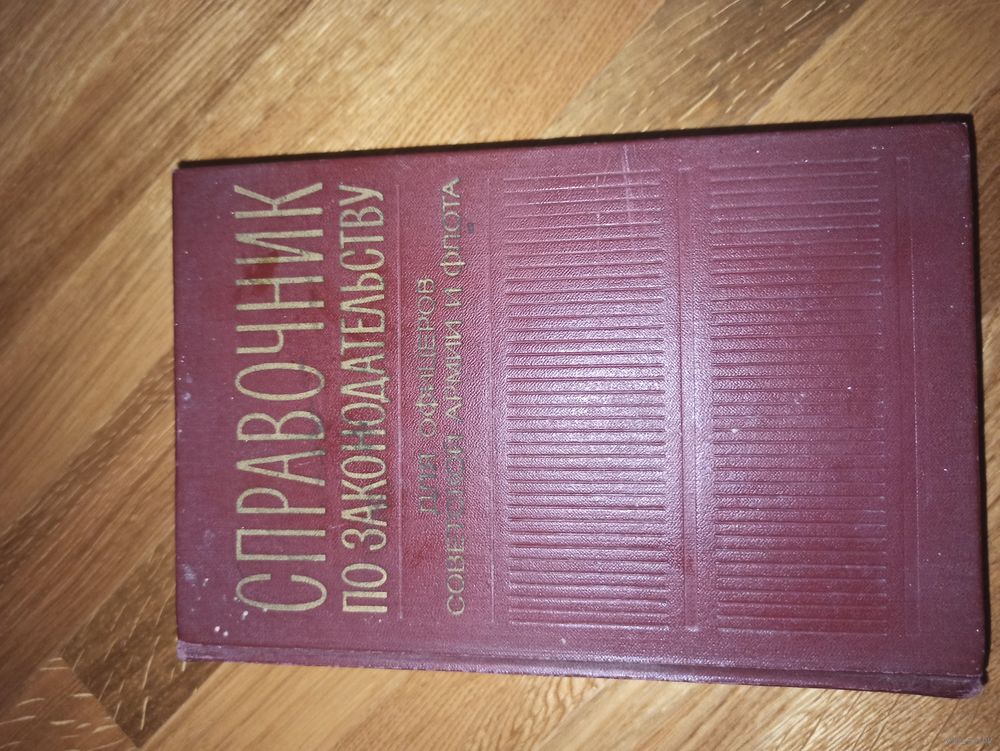 СПРАВОЧНИК
ПО ЗАКОНОДАТЕЛЬСТВУ
ДЛЯ ОФИЦЕРОВ
СОВЕТСКОЙ АРМИИ И ФЛОТА